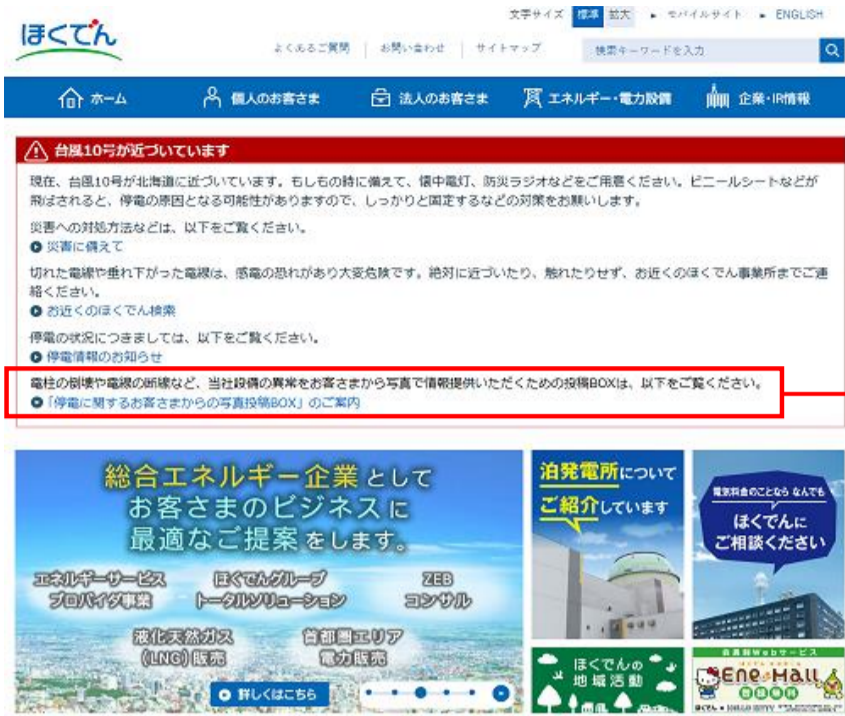 文字サイズ 標準 拡大 モバイルサイト ENGLISH
ほくでん
よくあるご質問 お問い合わせ サイトマップ 検索キーワードを入力
ホーム 個人のお客さま 法人のお客さま エネルギー・電力設備 企業・IR情報
台風10号が近づいています
現在、台風10号が北海道に近づいています。もしもの時に備えて、懐中電灯、防災ラジオなどをご用意ください。ビニールシートなどが
飛ばされると、停電の原因となる可能性がありますので、しっかりと固定するなどの対策をお願いします。
災害への対処方法などは、以下をご覧ください。
災害に備えて
切れた電線や垂れ下がった電線は、感電の恐れがあり大変危険です。絶対に近づいたり、触れたりせず、お近くのほくでん事業所までご連
絡ください。
お近くのほくでん検索
停電の状況につきましては、以下をご覧ください。
停電情報のお知らせ
電柱の倒壊や電線の断線など、当社設備の異常をお客さまから写真で情報提供いただくための投稿BOXは、以下をご覧ください。
「停電に関するお客さまからの写真投稿BOX」のご案内
総合エネルギー企業として
お客さまのビジネスに
最適なご提案をします。
エネルギーサービス
プロバイダ事業
ほくでんグループ
トータルソリューション
ZEB
コンサル
液化天然ガス
(LNG)販売
首都圏エリア
電力販売
詳しくはこちら
泊発電所について
ご紹介しています
電気料金のことなら なんでも
ほくでんに
ご相談ください
ほくでんの
地域活動
会員制Webサービス
Ene-Hall
登録無料